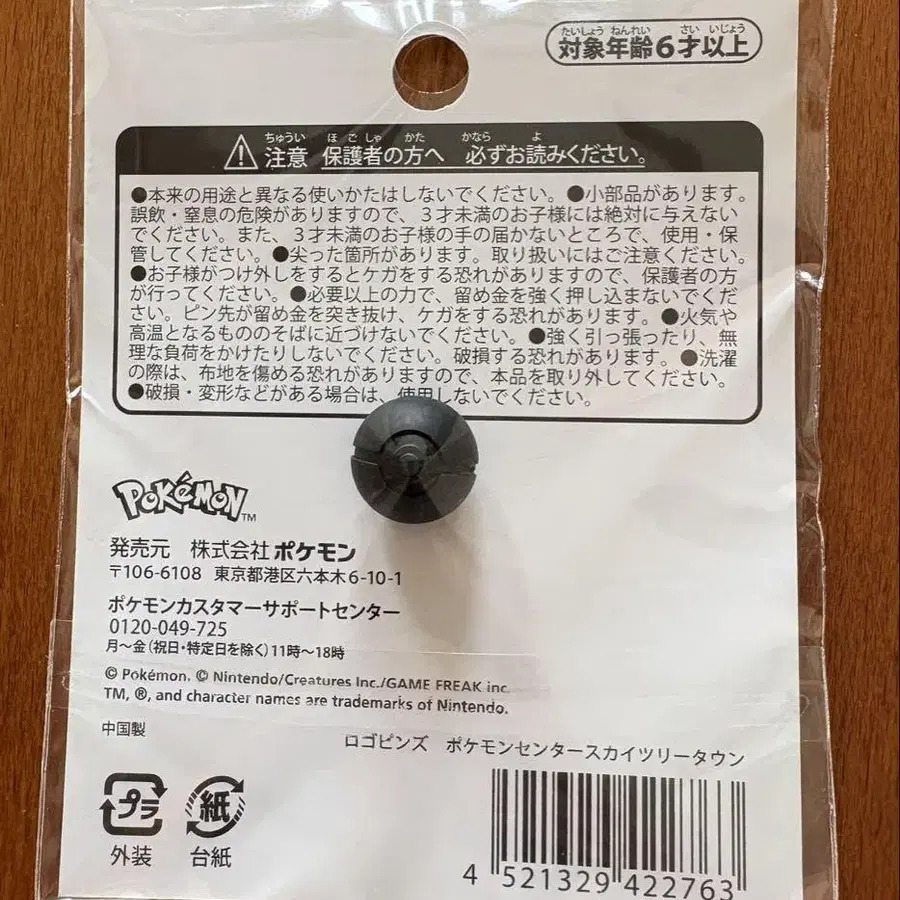 たいしょう ねんれい さい いじょう
対象年齢6才以上
ちゅうい ほごしゃ かた かなら よ
注意 保護者の方へ 必ずお読みください。
●本来の用途と異なる使いかたはしないでください。●小部品があります。
誤飲・窒息の危険がありますので、３才未満のお子様には絶対に与えない
でください。また、３才未満のお子様の手の届かないところで、使用・保
管してください。●尖った箇所があります。取り扱いにはご注意ください。
●お子様がつけ外しをするとケガをする恐れがありますので、保護者の方
が行ってください。●必要以上の力で、留め金を強く押し込まないでくだ
さい。ピン先が留め金を突き抜け、ケガをする恐れがあります。●火気や
高温となるもののそばに近づけないでください。●強く引っ張ったり、無
理な負荷をかけたりしないでください。破損する恐れがあります。●洗濯
の際は、布地を傷める恐れがありますので、本品を取り外してください。
●破損・変形などがある場合は、使用しないでください。
POKéMON TM
発売元 株式会社ポケモン
〒106-6108 東京都港区六本木6-10-1
ポケモンカスタマーサポートセンター
0120-049-725
月〜金（祝日・特定日を除く）11時〜18時
© Pokémon. © Nintendo/Creatures Inc./GAME FREAK inc.
TM, ®, and character names are trademarks of Nintendo.
中国製
ロゴピンズ ポケモンセンタースカイツリータウン
プラ 紙
外装 台紙
4 521329 422763